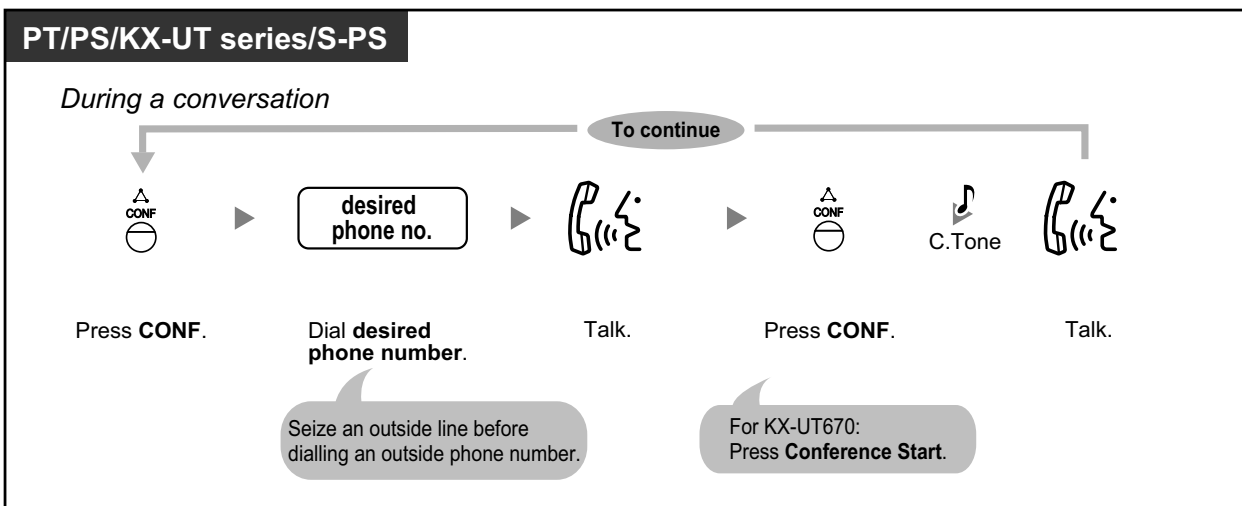 PT/PS/KX-UT series/S-PS
During a conversation
To continue
CONF
desired
phone no.
CONF
C.Tone
Press CONF.
Dial desired
phone number.
Talk.
Press CONF.
Talk.
Seize an outside line before
dialling an outside phone number.
For KX-UT670:
Press Conference Start.